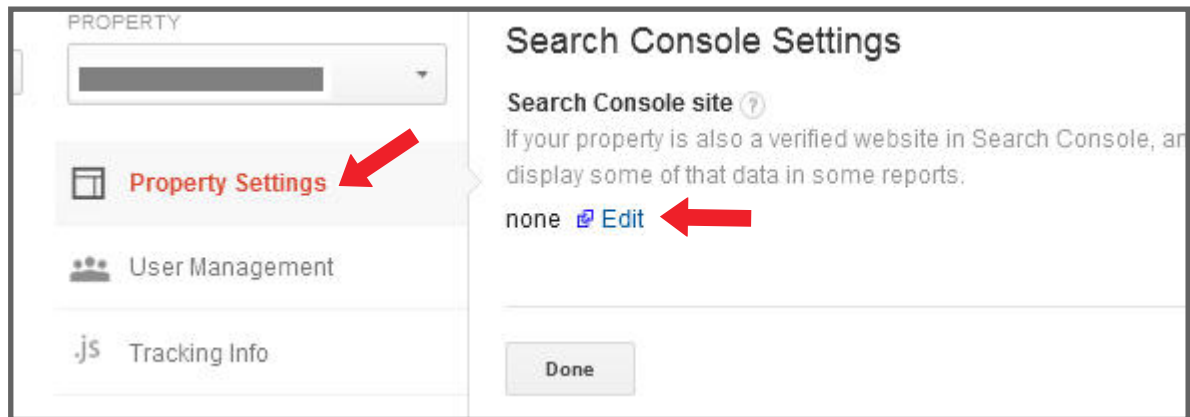 PROPERTY
Property Settings
User Management
.js Tracking Info
Search Console Settings
Search Console site ?
If your property is also a verified website in Search Console, an
display some of that data in some reports.
none Edit
Done